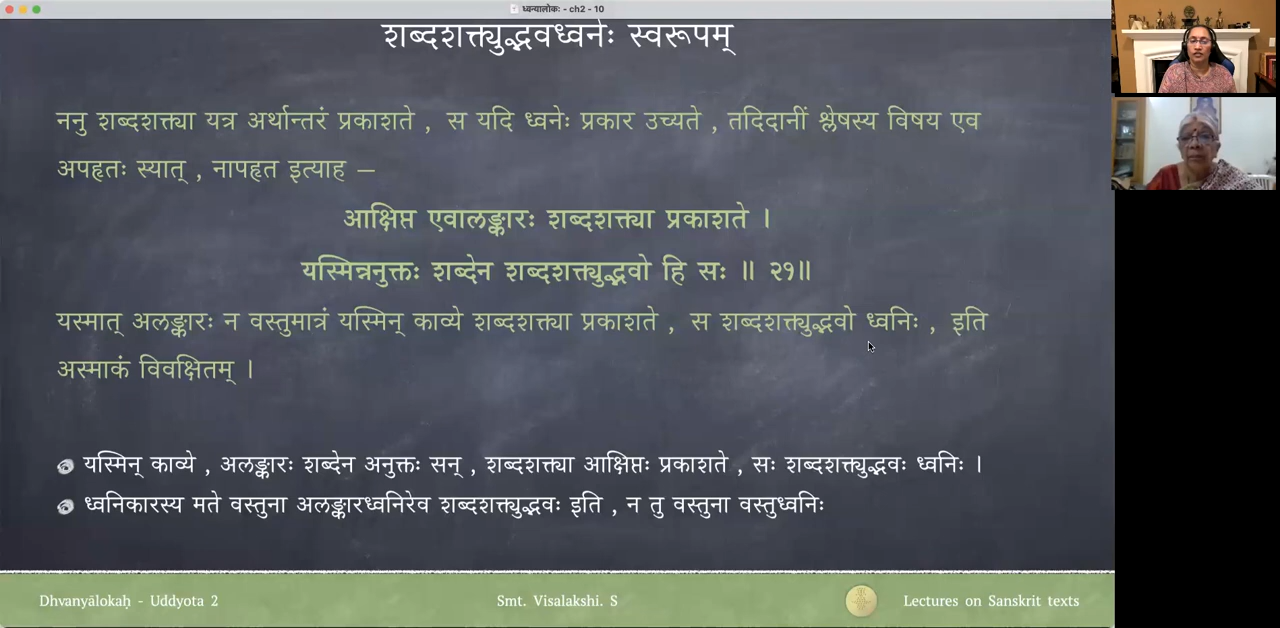 ध्वन्यालोकः - ch2 - 10
शब्दशक्त्युद्भवध्वनेः स्वरूपम्
ननु शब्दशक्त्या यत्र अर्थान्तरं प्रकाशते , स यदि ध्वनेः प्रकार उच्यते , तदिदानीं श्लेषस्य विषय एव
अपहृतः स्यात् , नापहृत इत्याह —
आक्षिप्त एवालङ्कारः शब्दशक्त्या प्रकाशते ।
यस्मिन्ननुक्तः शब्देन शब्दशक्त्युद्भवो हि सः ॥ २१॥
यस्मात् अलङ्कारः न वस्तुमात्रं यस्मिन् काव्ये शब्दशक्त्या प्रकाशते , स शब्दशक्त्युद्भवो ध्वनिः , इति
अस्माकं विवक्षितम् ।
यस्मिन् काव्ये , अलङ्कारः शब्देन अनुक्तः सन् , शब्दशक्त्या आक्षिप्तः प्रकाशते , सः शब्दशक्त्युद्भवः ध्वनिः ।
ध्वनिकारस्य मते वस्तुना अलङ्कारध्वनिरेव शब्दशक्त्युद्भवः इति , न तु वस्तुना वस्तुध्वनिः
Dhvanyālokaḥ - Uddyota 2 Smt. Visalakshi. S Lectures on Sanskrit texts